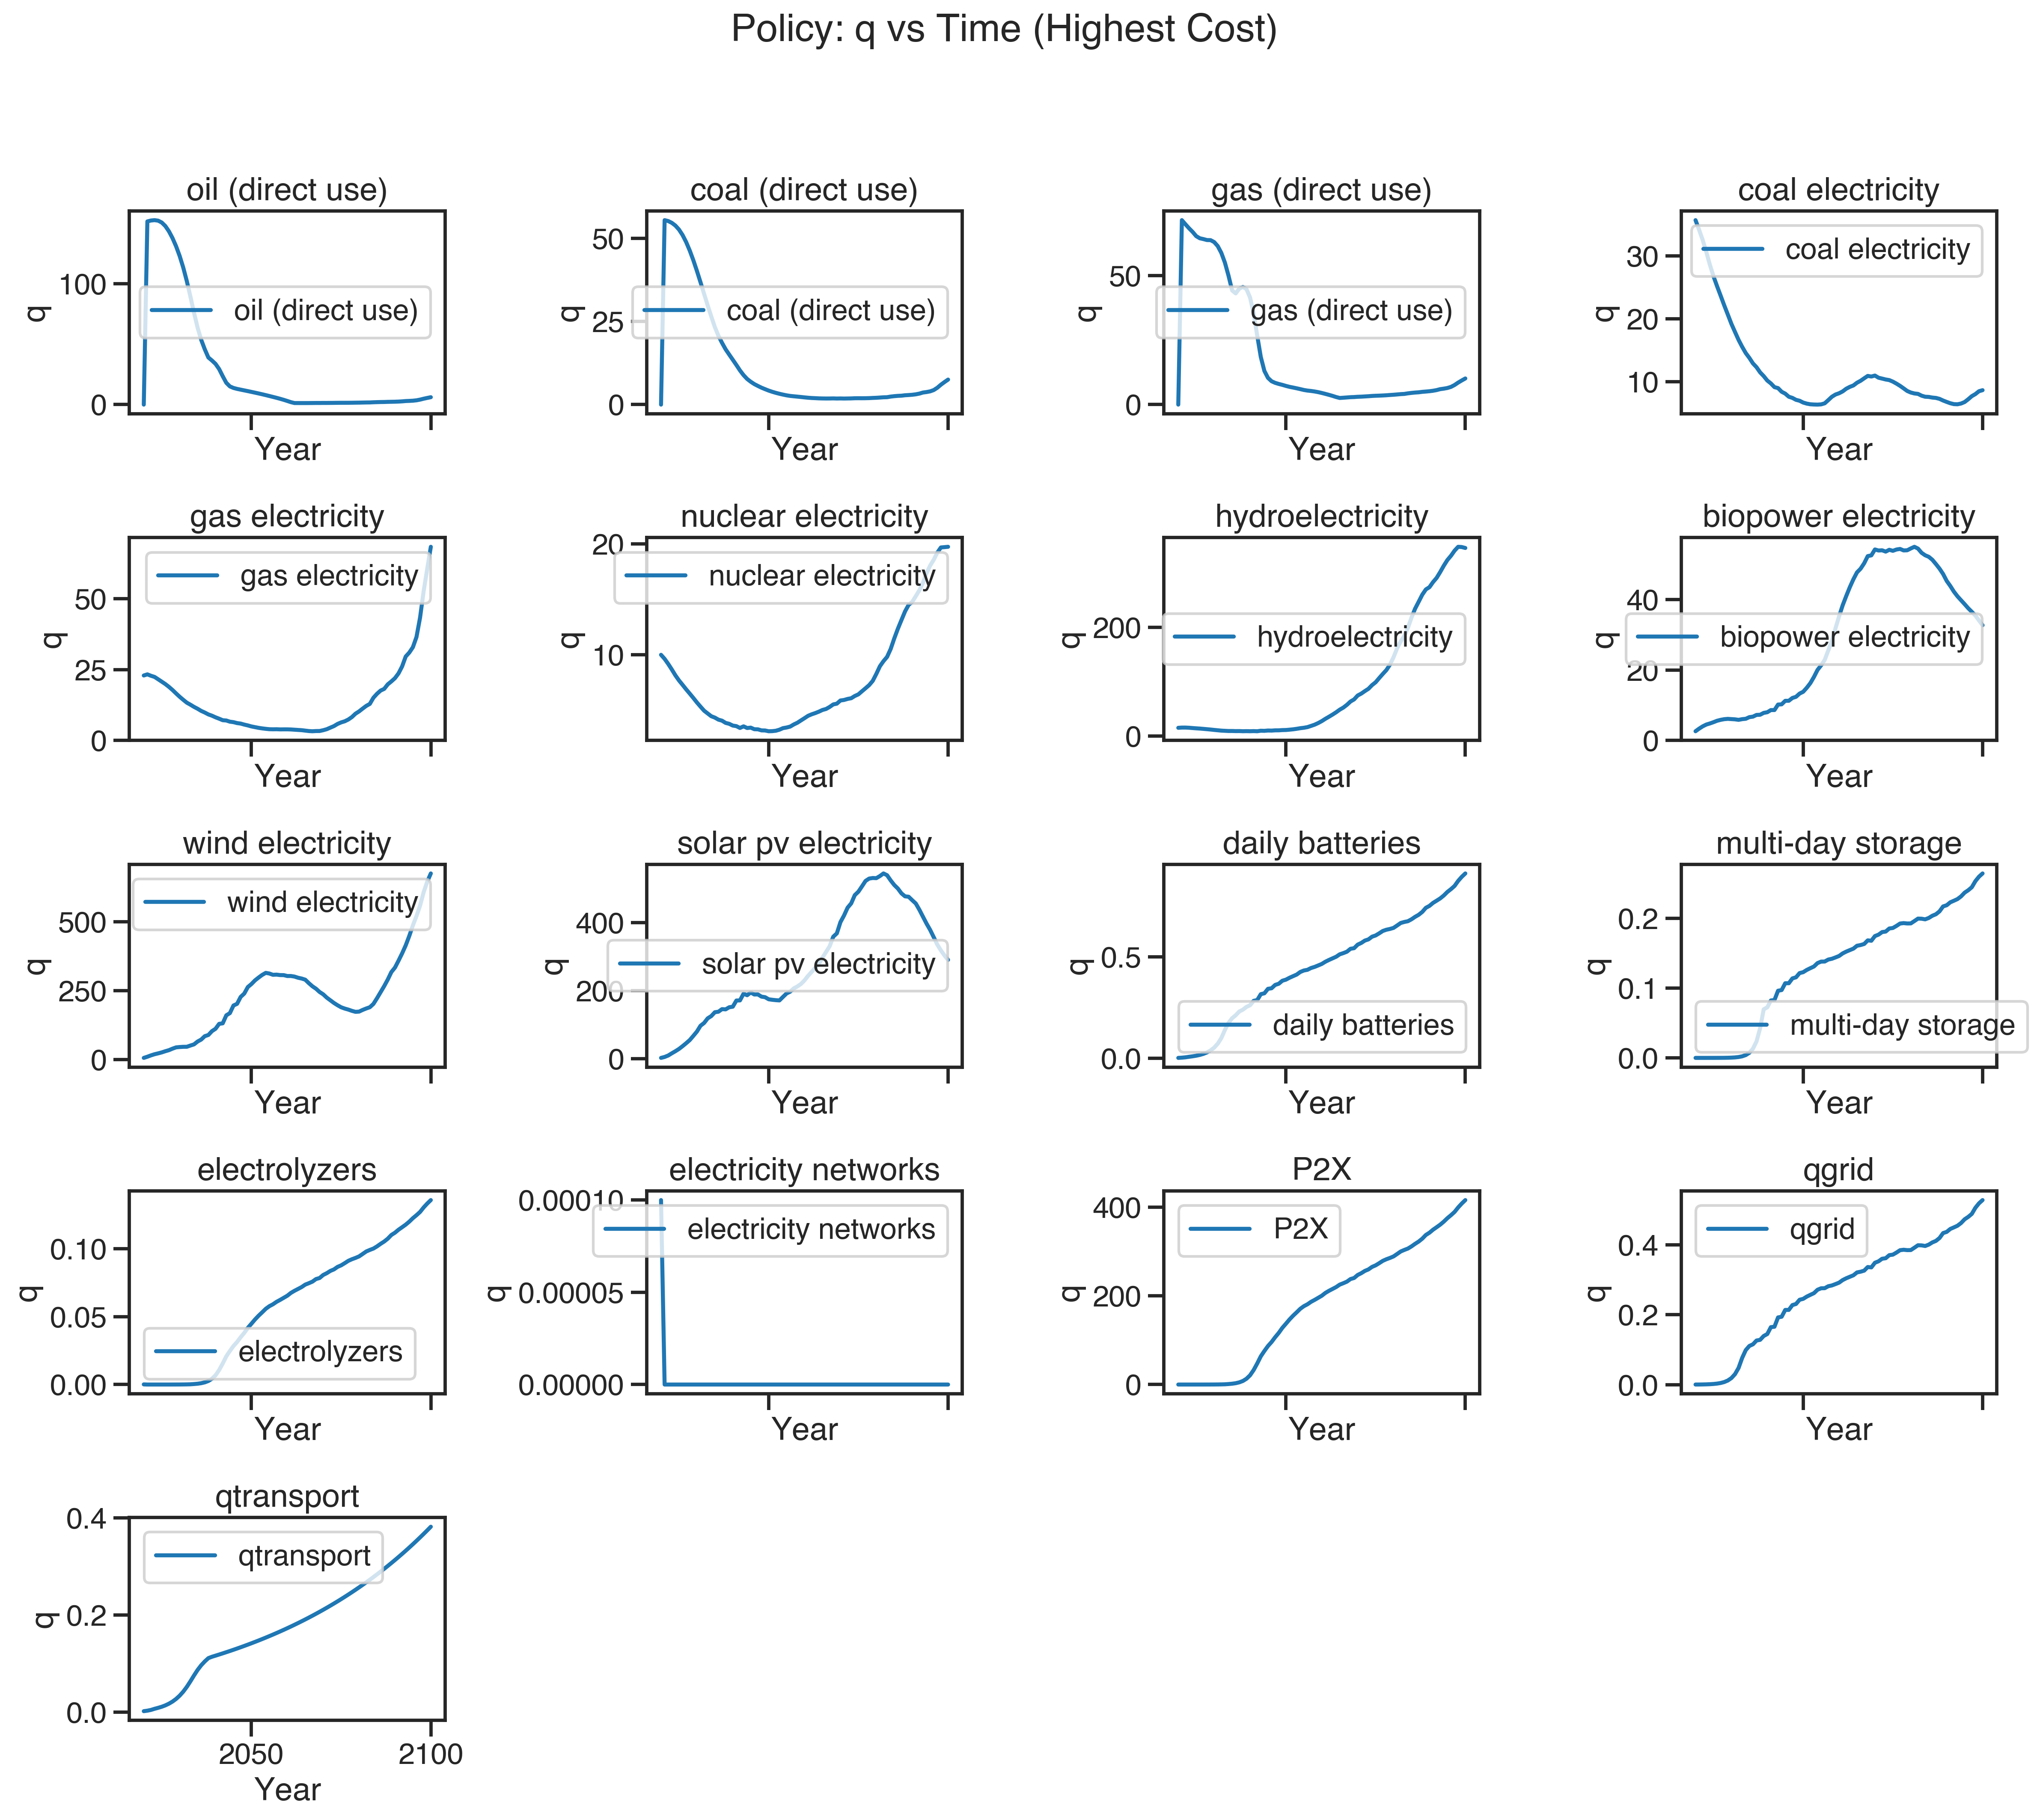 Policy: q vs Time (Highest Cost)
oil (direct use)
q
100
0
oil (direct use)
Year
coal (direct use)
q
50
25
0
coal (direct use)
Year
gas (direct use)
q
50
0
gas (direct use)
Year
coal electricity
q
30
20
10
coal electricity
Year
gas electricity
q
50
25
0
gas electricity
Year
nuclear electricity
q
20
10
nuclear electricity
Year
hydroelectricity
q
200
0
hydroelectricity
Year
biopower electricity
q
40
20
0
biopower electricity
Year
wind electricity
q
500
250
0
wind electricity
Year
solar pv electricity
q
400
200
0
solar pv electricity
Year
daily batteries
q
0.5
0.0
daily batteries
Year
multi-day storage
q
0.2
0.1
0.0
multi-day storage
Year
electrolyzers
q
0.10
0.05
0.00
electrolyzers
Year
electricity networks
q
0.00010
0.00005
0.00000
electricity networks
Year
P2X
q
400
200
0
P2X
Year
qgrid
q
0.4
0.2
0.0
qgrid
Year
qtransport
q
0.4
0.2
0.0
qtransport
2050
2100
Year